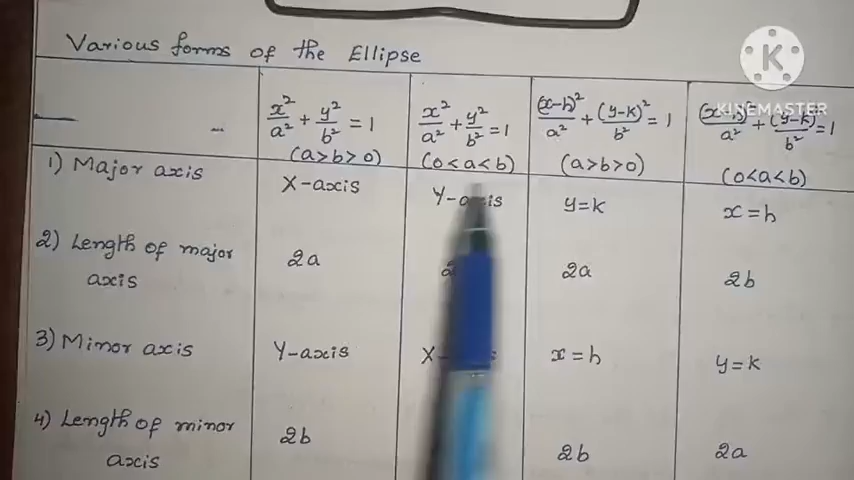 Various forms of the Ellipse
x²/a² + y²/b² = 1 (a>b>0)
x²/a² + y²/b² = 1 (0<a<b)
(x-h)²/a² + (y-k)²/b² = 1 (a>b>0)
(y-k)²/b² = 1 (0<a<b)
KINEMASTER
1) Major axis X-axis Y-axis y=k x=h
2) Length of major axis 2a 2a 2b
3) Minor axis Y-axis x=h y=k
4) Length of minor axis 2b 2b 2a